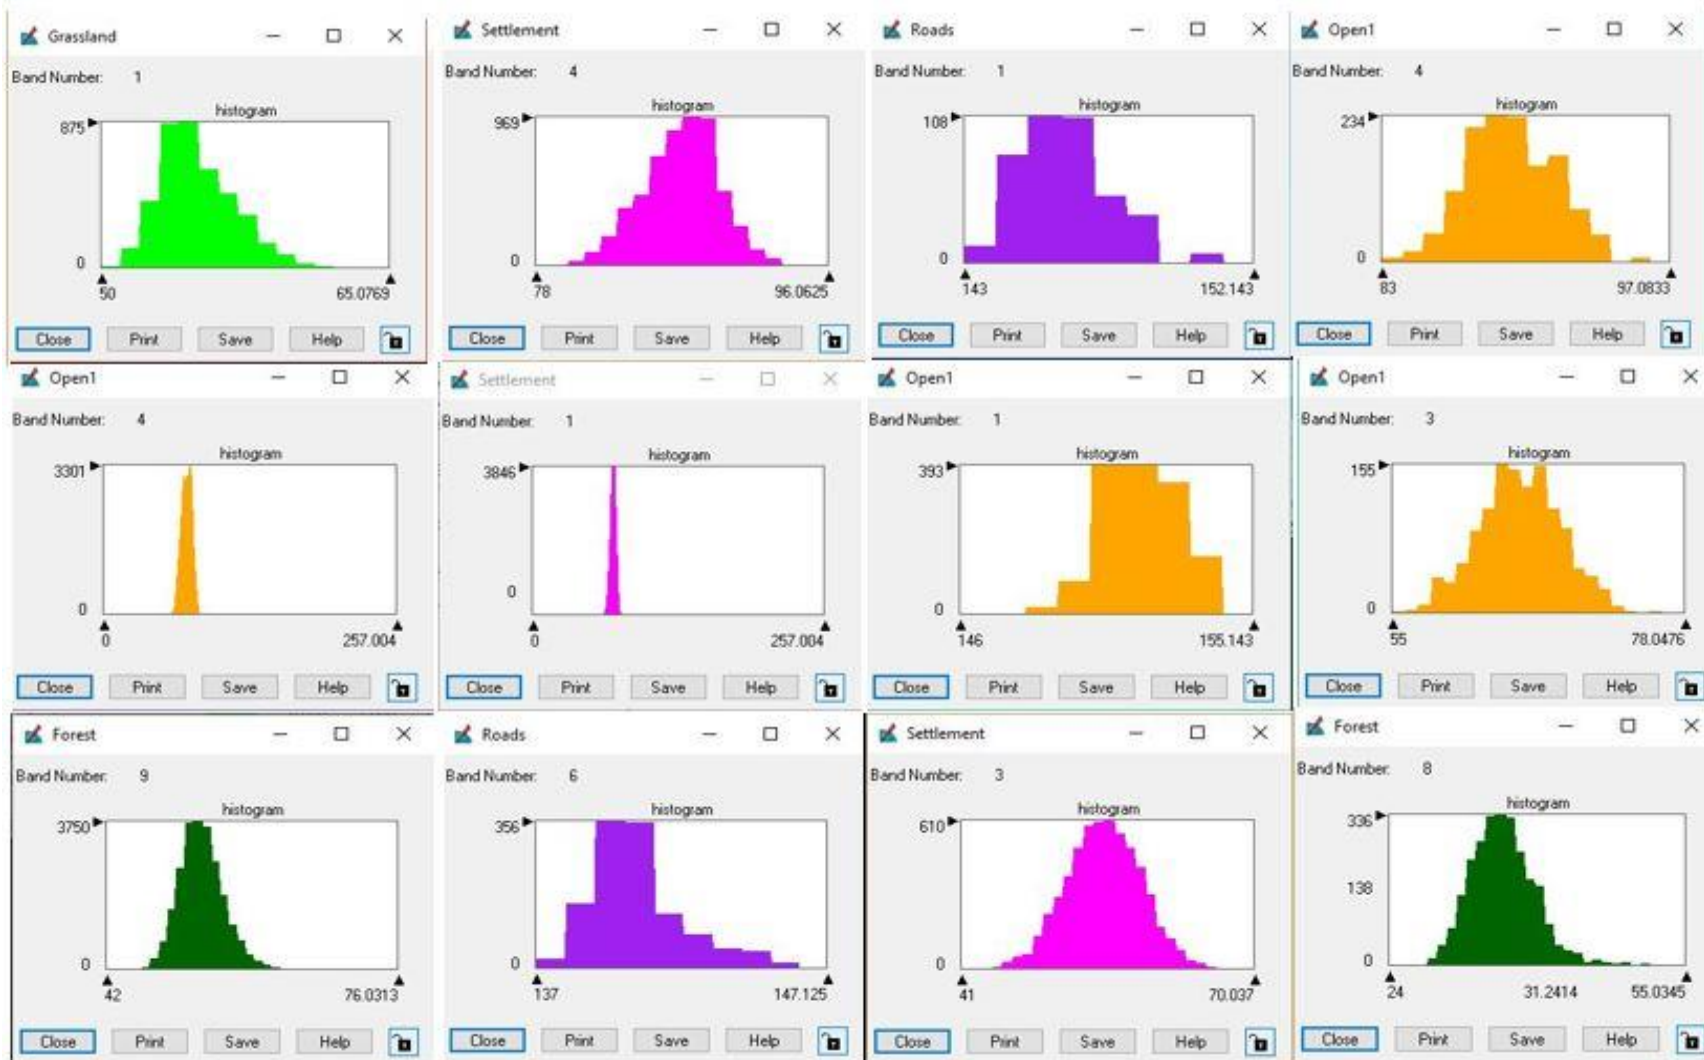 Grassland
Band Number: 1
histogram
875
0
50 65.0769
Close Print Save Help
Settlement
Band Number: 4
histogram
969
0
78 96.0625
Close Print Save Help
Roads
Band Number: 1
histogram
108
0
143 152.143
Close Print Save Help
Open1
Band Number: 4
histogram
234
0
83 97.0833
Close Print Save Help
Open1
Band Number: 4
histogram
3301
0
0 257.004
Close Print Save Help
Settlement
Band Number: 1
histogram
3846
0
0 257.004
Close Print Save Help
Open1
Band Number: 1
histogram
393
0
146 155.143
Close Print Save Help
Open1
Band Number: 3
histogram
155
0
55 78.0476
Close Print Save Help
Forest
Band Number: 9
histogram
3750
0
42 76.0313
Close Print Save Help
Roads
Band Number: 6
histogram
356
0
137 147.125
Close Print Save Help
Settlement
Band Number: 3
histogram
610
0
41 70.037
Close Print Save Help
Forest
Band Number: 8
histogram
336
138
0
24 31.2414 55.0345
Close Print Save Help